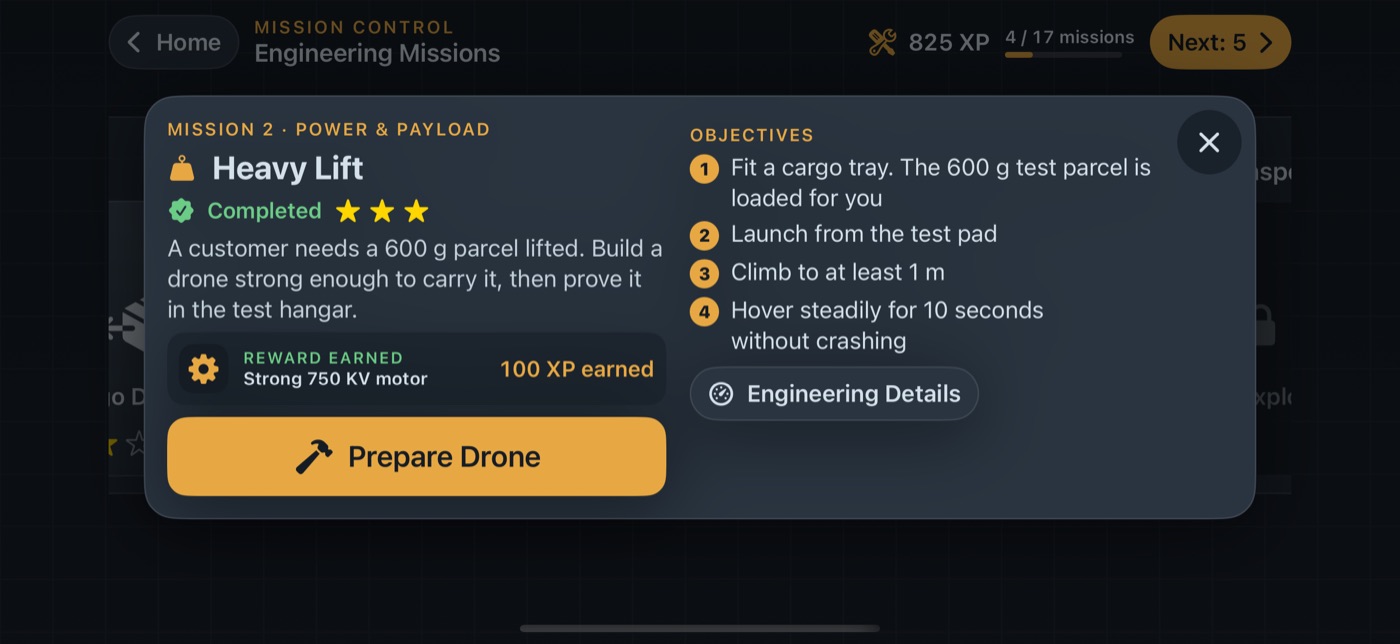 Home
MISSION CONTROL
Engineering Missions
825 XP
4 / 17 missions
Next: 5
MISSION 2 · POWER & PAYLOAD
Heavy Lift
Completed
A customer needs a 600 g parcel lifted. Build a
drone strong enough to carry it, then prove it
in the test hangar.
REWARD EARNED
Strong 750 KV motor
100 XP earned
Prepare Drone
OBJECTIVES
1 Fit a cargo tray. The 600 g test parcel is
loaded for you
2 Launch from the test pad
3 Climb to at least 1 m
4 Hover steadily for 10 seconds
without crashing
Engineering Details